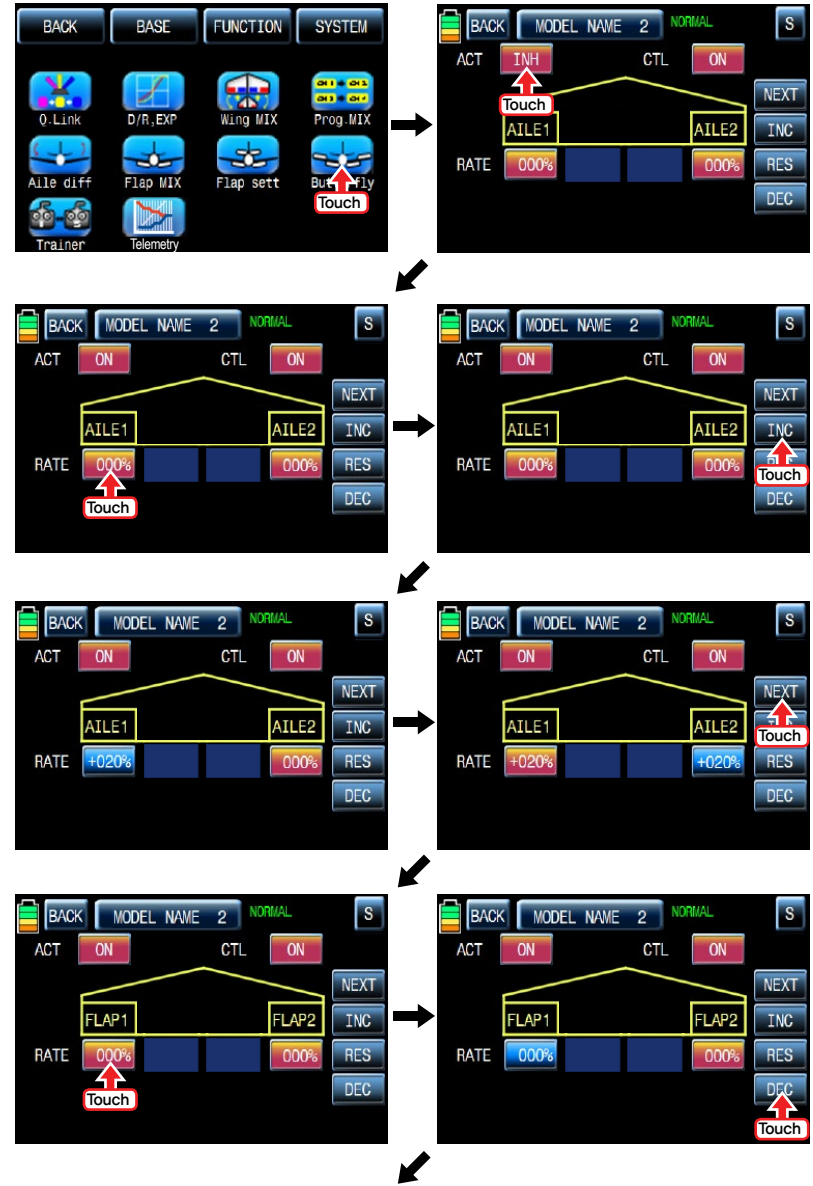 BACK BASE FUNCTION SYSTEM
Q.Link D/R,EXP Wing MIX Prog.MIX
Aile diff Flap MIX Flap sett
Touch
Trainer Telemetry
BACK MODEL NAME 2 NORMAL S
ACT INH CTL ON
NEXT
Touch
AILE1 AILE2 INC
RATE 000% 000% RES
DEC
BACK MODEL NAME 2 NORMAL S
ACT ON CTL ON
NEXT
AILE1 AILE2 INC
RATE 000% 000% RES
Touch
DEC
BACK MODEL NAME 2 NORMAL S
ACT ON CTL ON
NEXT
AILE1 AILE2 INC
RATE 000% 000%
Touch
DEC
BACK MODEL NAME 2 NORMAL S
ACT ON CTL ON
NEXT
AILE1 AILE2 INC
RATE +020% 000% RES
DEC
BACK MODEL NAME 2 NORMAL S
ACT ON CTL ON
NEXT
AILE1 AILE2
Touch
RATE +020% +020% RES
DEC
BACK MODEL NAME 2 NORMAL S
ACT ON CTL ON
NEXT
FLAP1 FLAP2 INC
RATE 000% 000% RES
Touch
DEC
BACK MODEL NAME 2 NORMAL S
ACT ON CTL ON
NEXT
FLAP1 FLAP2 INC
RATE 000% 000% RES
DEC
Touch